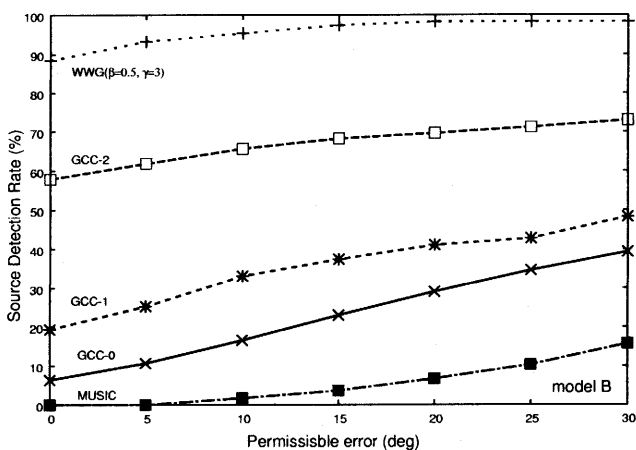 100
90
80
70
60
50
40
30
20
10
0
Source Detection Rate (%)
WWG(β=0.5, γ=3)
GCC-2
GCC-1
GCC-0
MUSIC
model B
0 5 10 15 20 25 30
Permissisble error (deg)